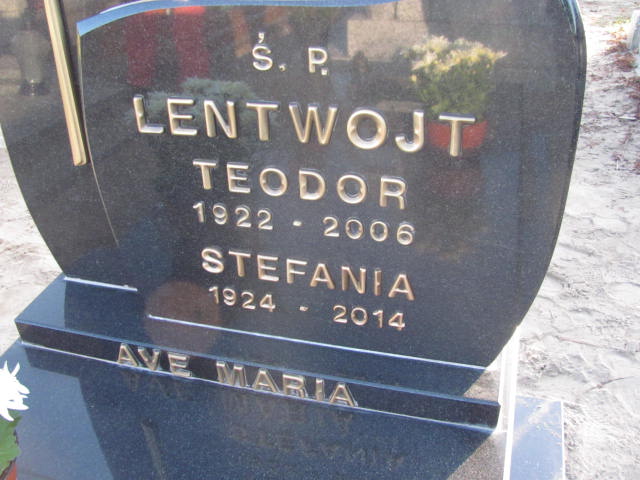 Ś. P.
LENTWOJT
TEODOR
1922 - 2006
STEFANIA
1924 - 2014
AVE MARIA